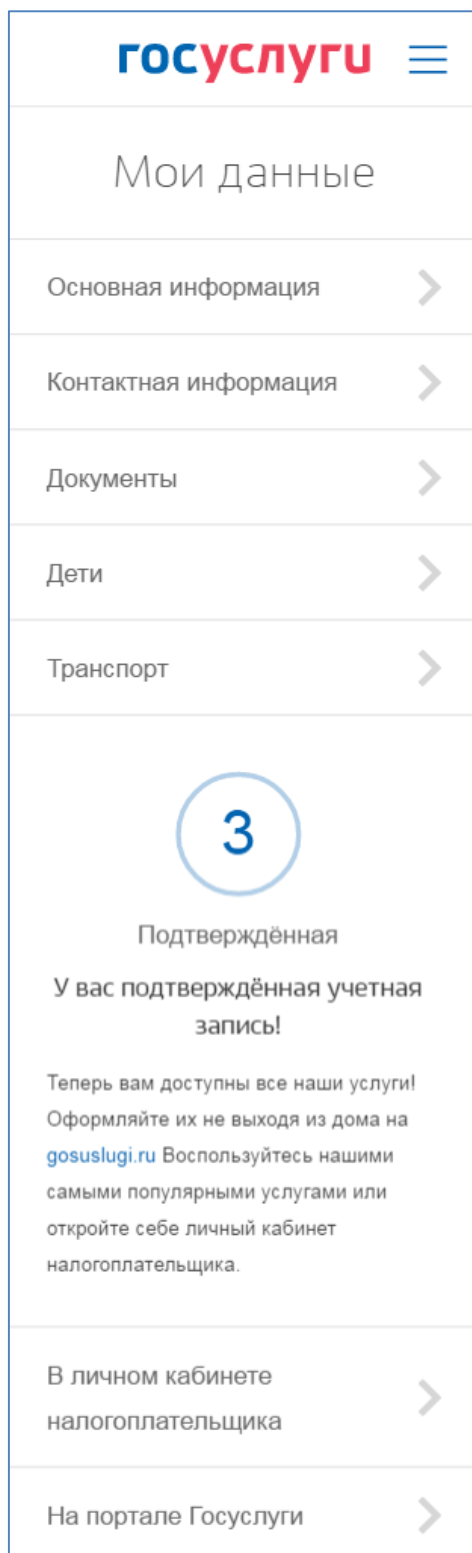 госуслуги
Мои данные
Основная информация
Контактная информация
Документы
Дети
Транспорт
3
Подтверждённая
У вас подтверждённая учетная
запись!
Теперь вам доступны все наши услуги!
Оформляйте их не выходя из дома на
gosuslugi.ru Воспользуйтесь нашими
самыми популярными услугами или
откройте себе личный кабинет
налогоплательщика.
В личном кабинете
налогоплательщика
На портале Госуслуги